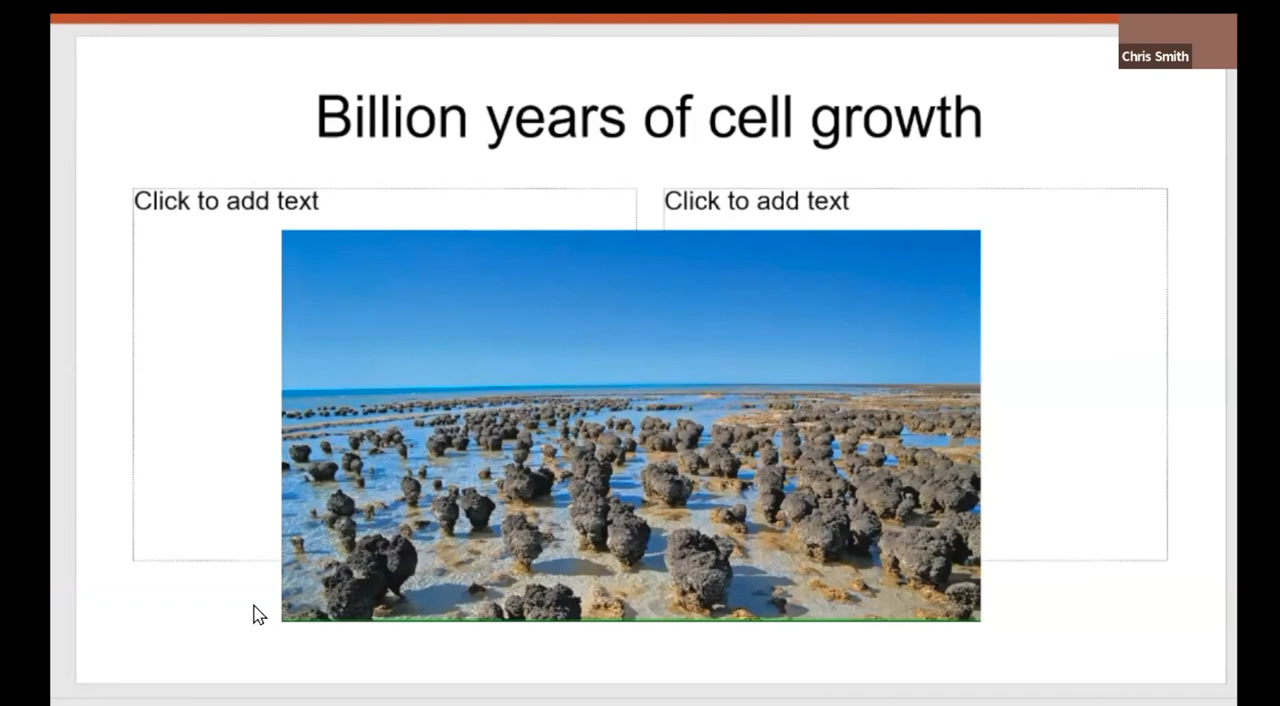 Chris Smith
Billion years of cell growth
Click to add text
Click to add text